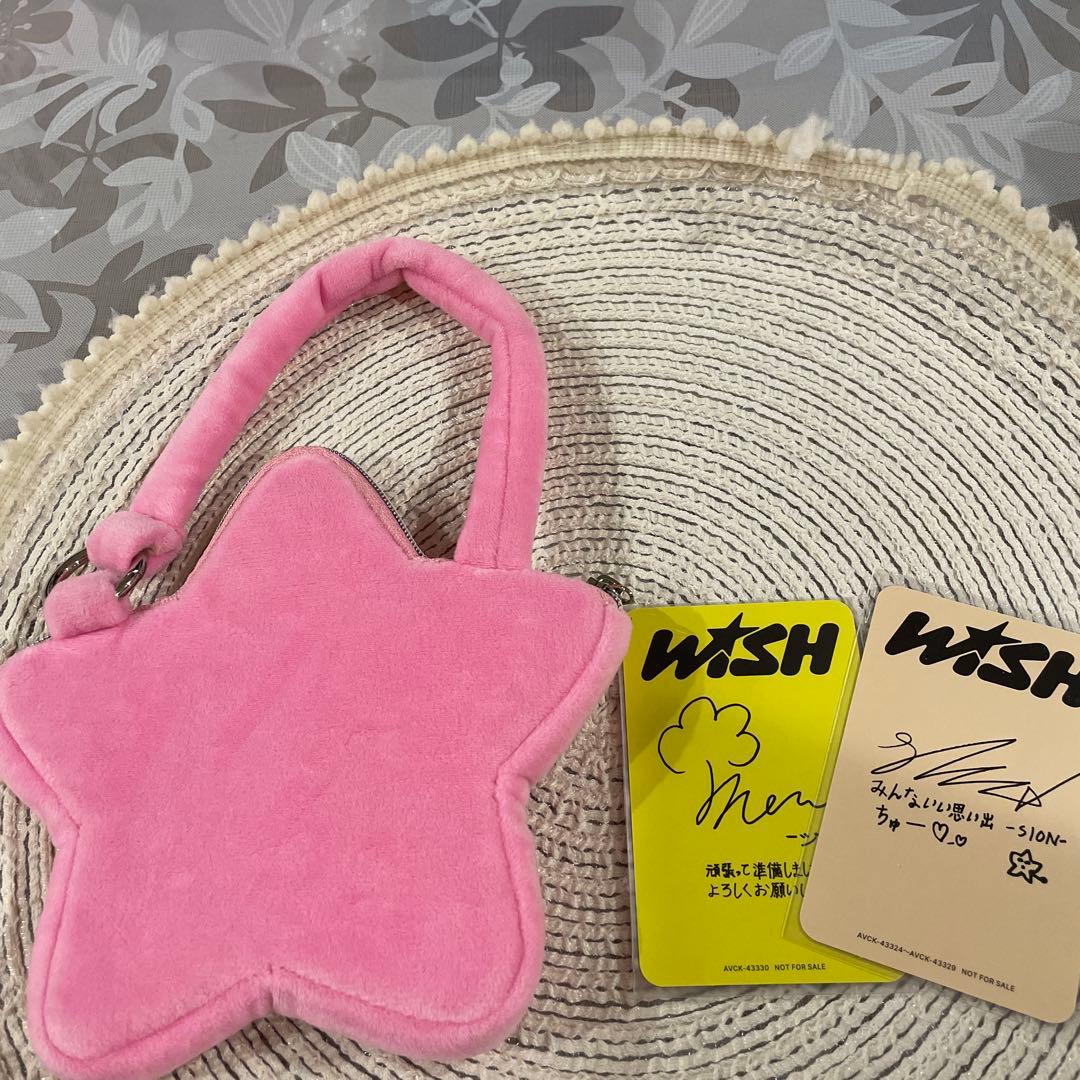 WiSH
頑張って準備しまし
よろしくお願いし
AVCK-43330 NOT FOR SALE
WiSH
みんないい思い出 -SION-
ちゅー♡_♡
AVCK-43324~AVCK-43329 NOT FOR SALE